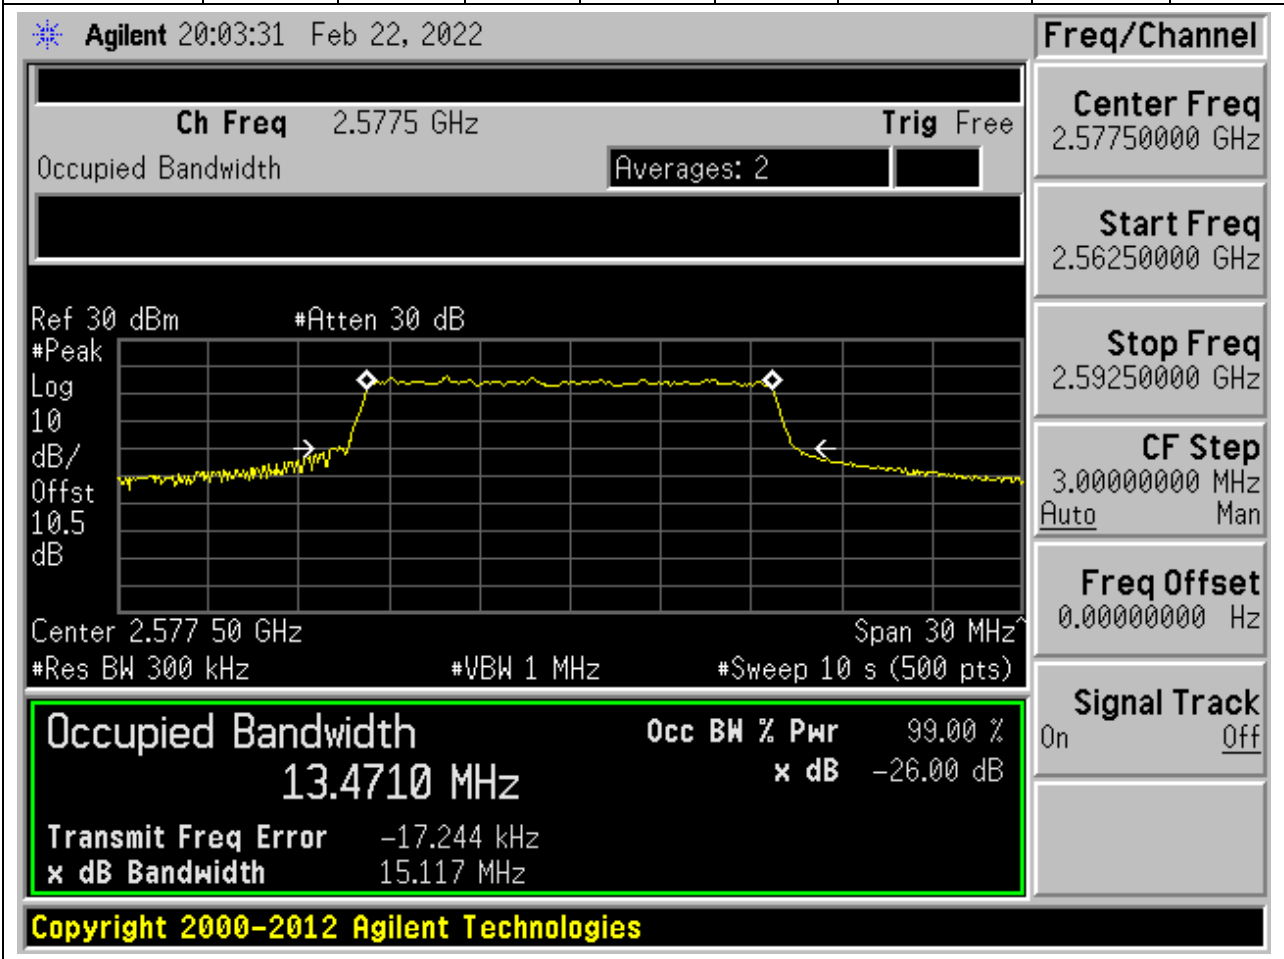 Agilent 20:03:31 Feb 22, 2022
Freq/Channel
Ch Freq 2.5775 GHz Trig Free
Occupied Bandwidth Averages: 2
Center Freq
2.57750000 GHz
Start Freq
2.56250000 GHz
Stop Freq
2.59250000 GHz
CF Step
3.00000000 MHz
Auto Man
Freq Offset
0.00000000 Hz
Signal Track
On Off
Ref 30 dBm #Atten 30 dB
#Peak
Log
10
dB/
Offst
10.5
dB
Center 2.577 50 GHz Span 30 MHz^
#Res BW 300 kHz #VBW 1 MHz #Sweep 10 s (500 pts)
Occupied Bandwidth Occ BW % Pwr 99.00 %
13.4710 MHz x dB -26.00 dB
Transmit Freq Error -17.244 kHz
x dB Bandwidth 15.117 MHz
Copyright 2000-2012 Agilent Technologies